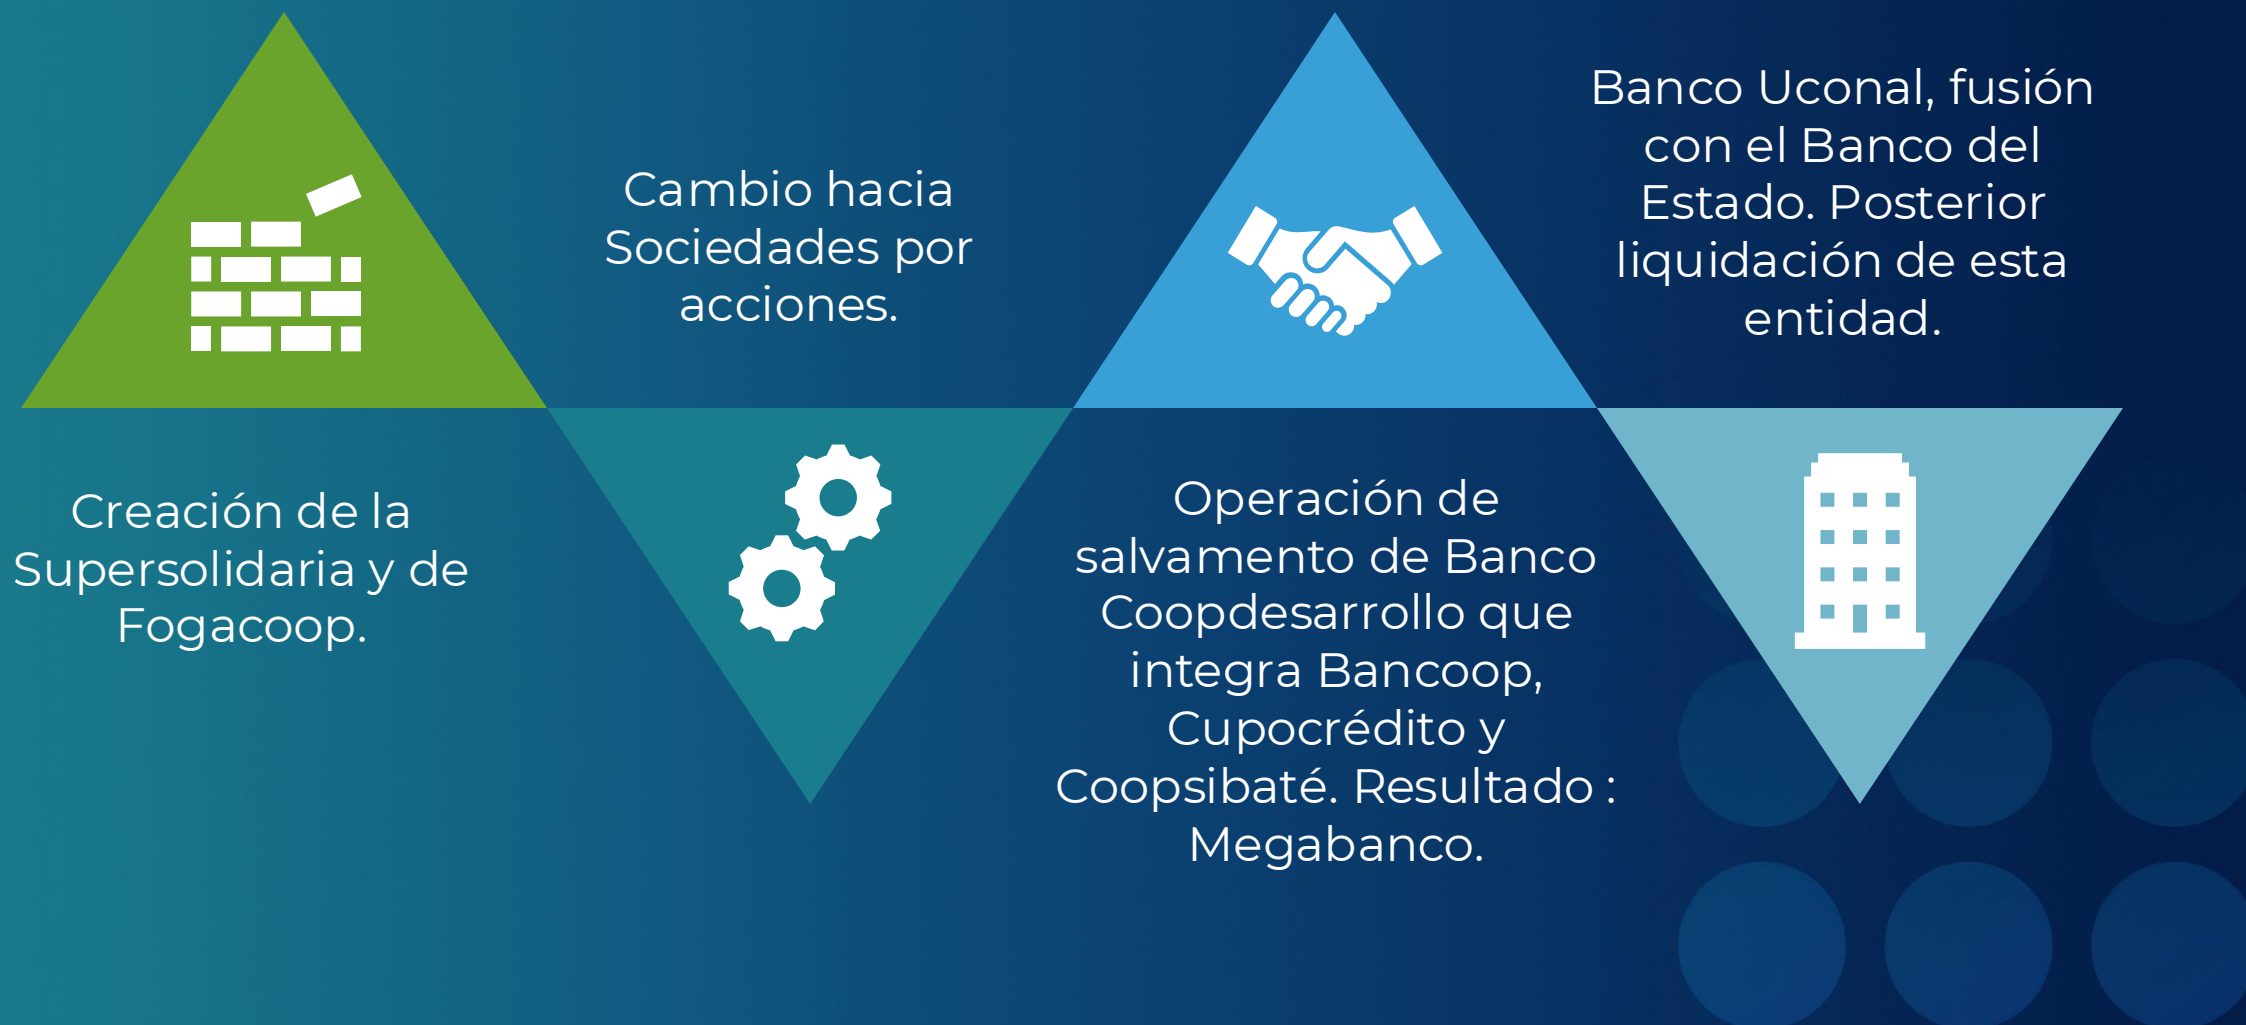 Creación de la
Supersolidaria y de
Fogacoop.
Cambio hacia
Sociedades por
acciones.
Operación de
salvamento de Banco
Coopdesarrollo que
integra Bancoop,
Cupocrédito y
Coopsibaté. Resultado :
Megabanco.
Banco Uconal, fusión
con el Banco del
Estado. Posterior
liquidación de esta
entidad.